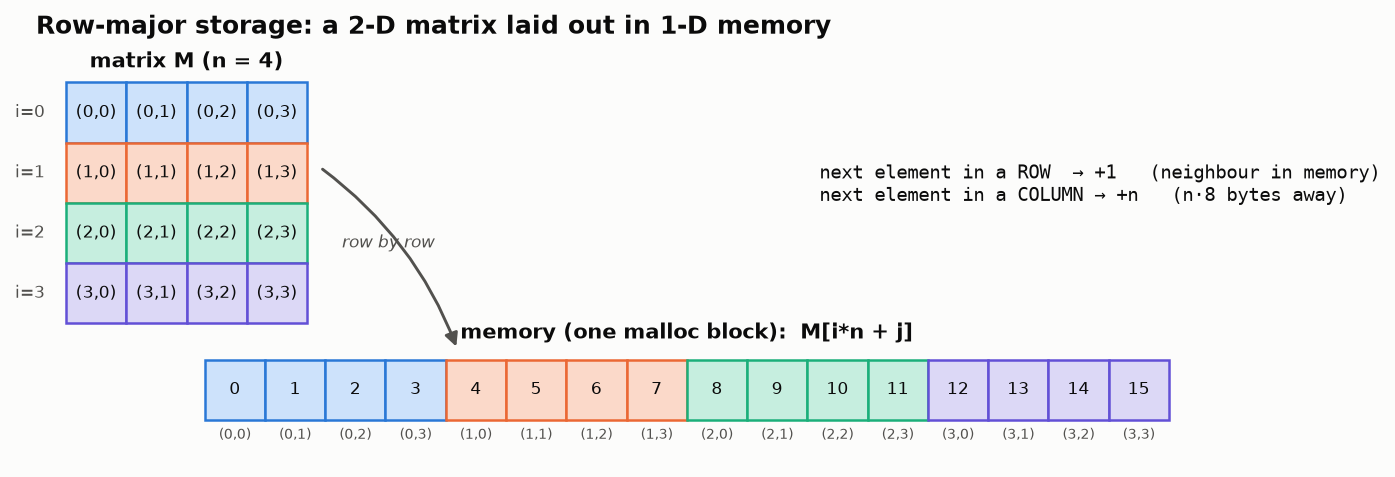 Row-major storage: a 2-D matrix laid out in 1-D memory
matrix M (n = 4)
i=0 (0,0) (0,1) (0,2) (0,3)
i=1 (1,0) (1,1) (1,2) (1,3)
i=2 (2,0) (2,1) (2,2) (2,3)
i=3 (3,0) (3,1) (3,2) (3,3)
next element in a ROW → +1 (neighbour in memory)
next element in a COLUMN → +n (n·8 bytes away)
row by row
memory (one malloc block): M[i*n + j]
0 1 2 3 4 5 6 7 8 9 10 11 12 13 14 15
(0,0) (0,1) (0,2) (0,3) (1,0) (1,1) (1,2) (1,3) (2,0) (2,1) (2,2) (2,3) (3,0) (3,1) (3,2) (3,3)